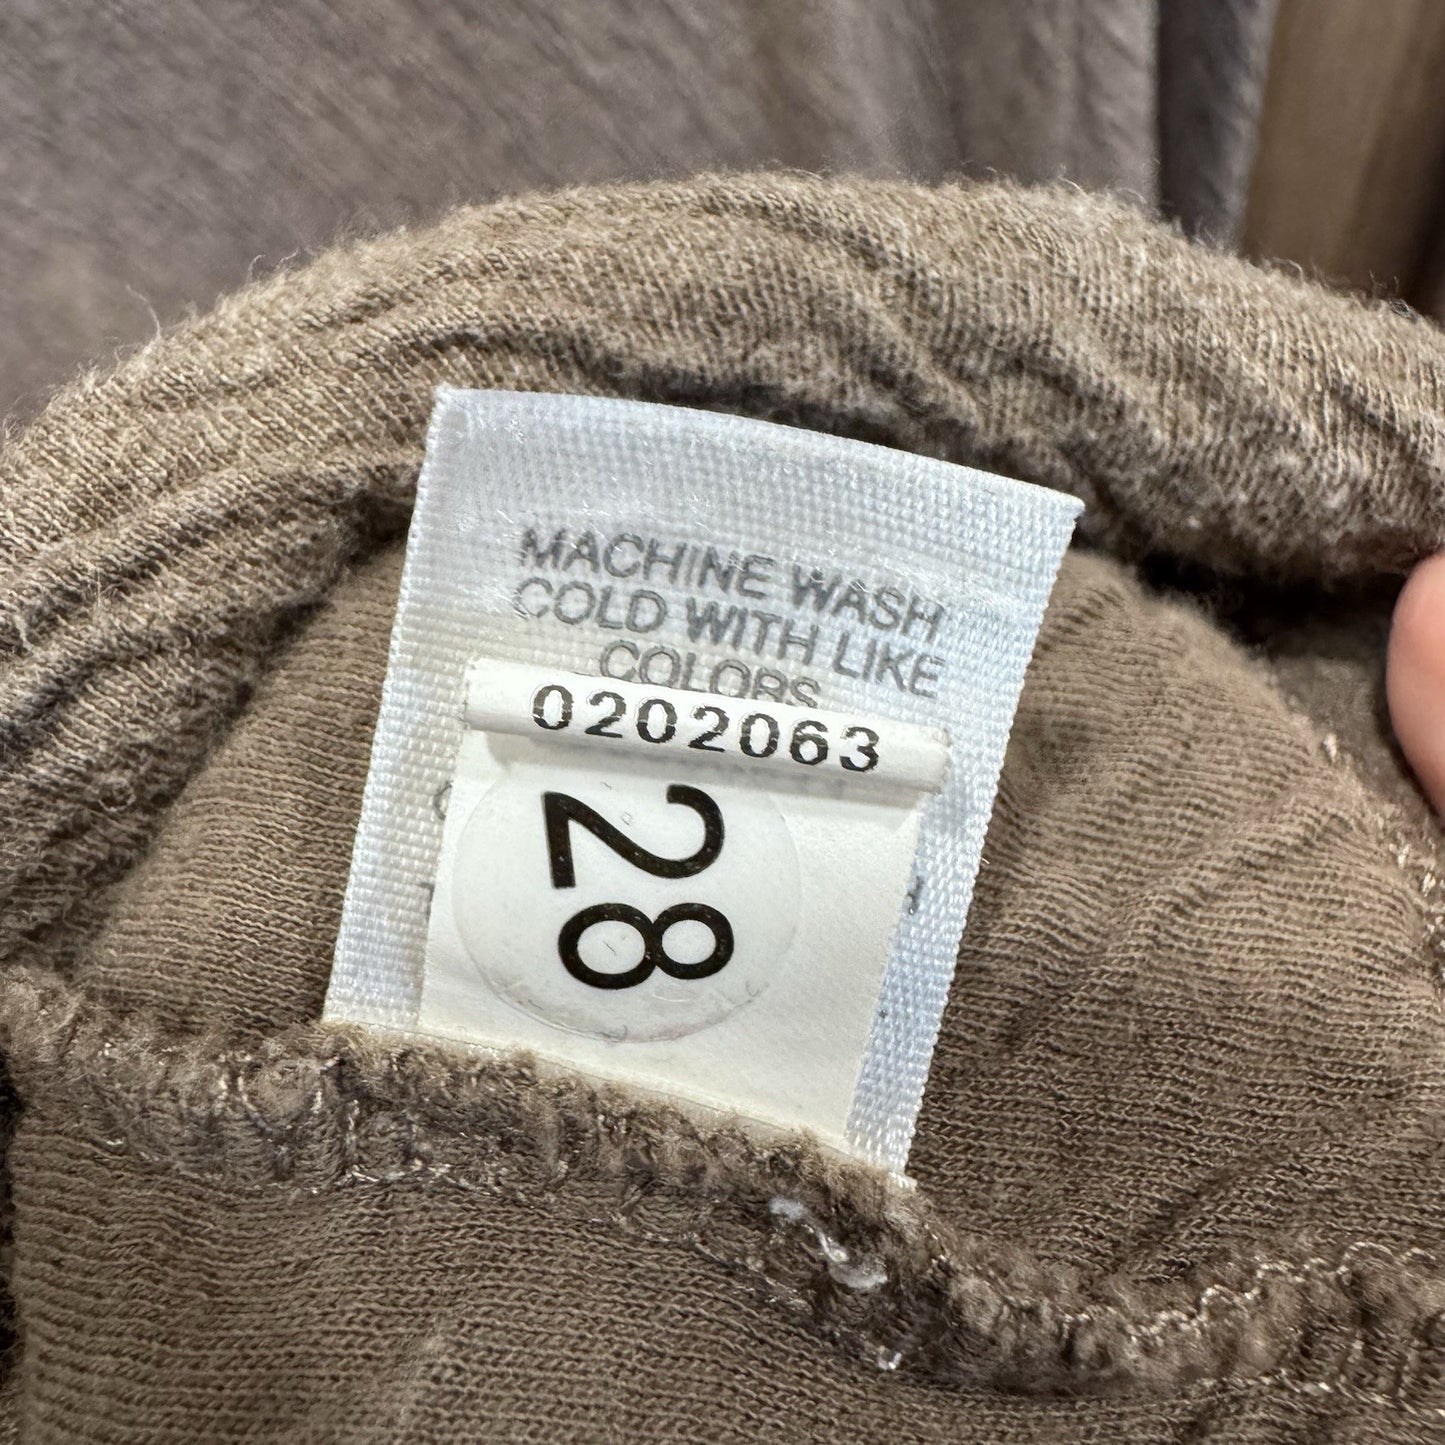 MACHINE WASH
COLD WITH LIKE
COLORS
0202063
28